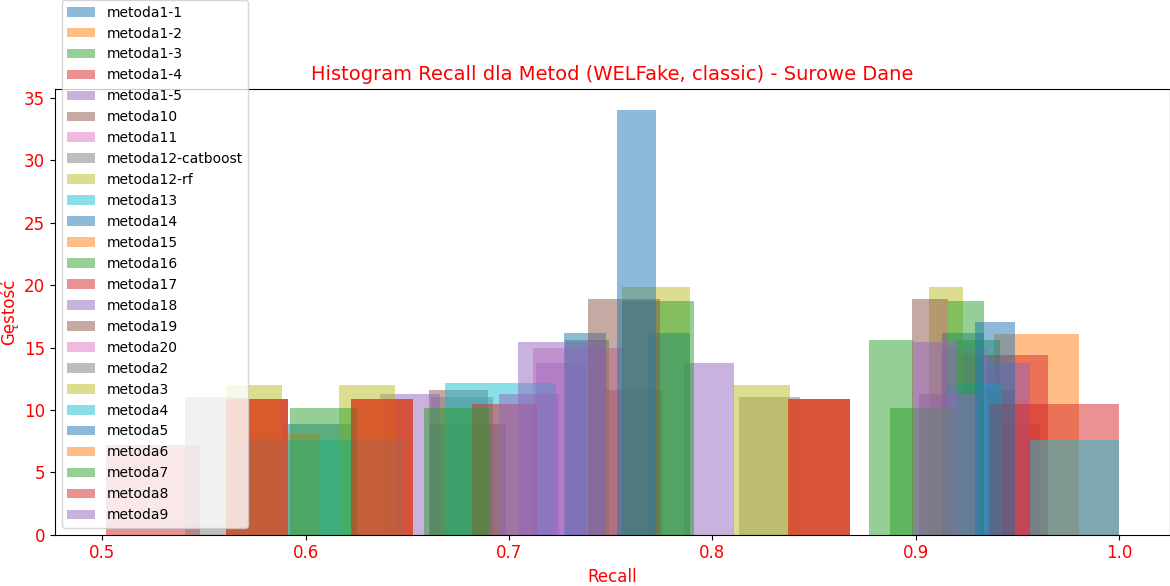 metoda1-1
metoda1-2
metoda1-3
metoda1-4
metoda1-5
metoda10
metoda11
metoda12-catboost
metoda12-rf
metoda13
metoda14
metoda15
metoda16
metoda17
metoda18
metoda19
metoda20
metoda2
metoda3
metoda4
metoda5
metoda6
metoda7
metoda8
metoda9
Histogram Recall dla Metod (WELFake, classic) - Surowe Dane
Gęstość
35
30
25
20
15
10
5
0
0.5 0.6 0.7 0.8 0.9 1.0
Recall